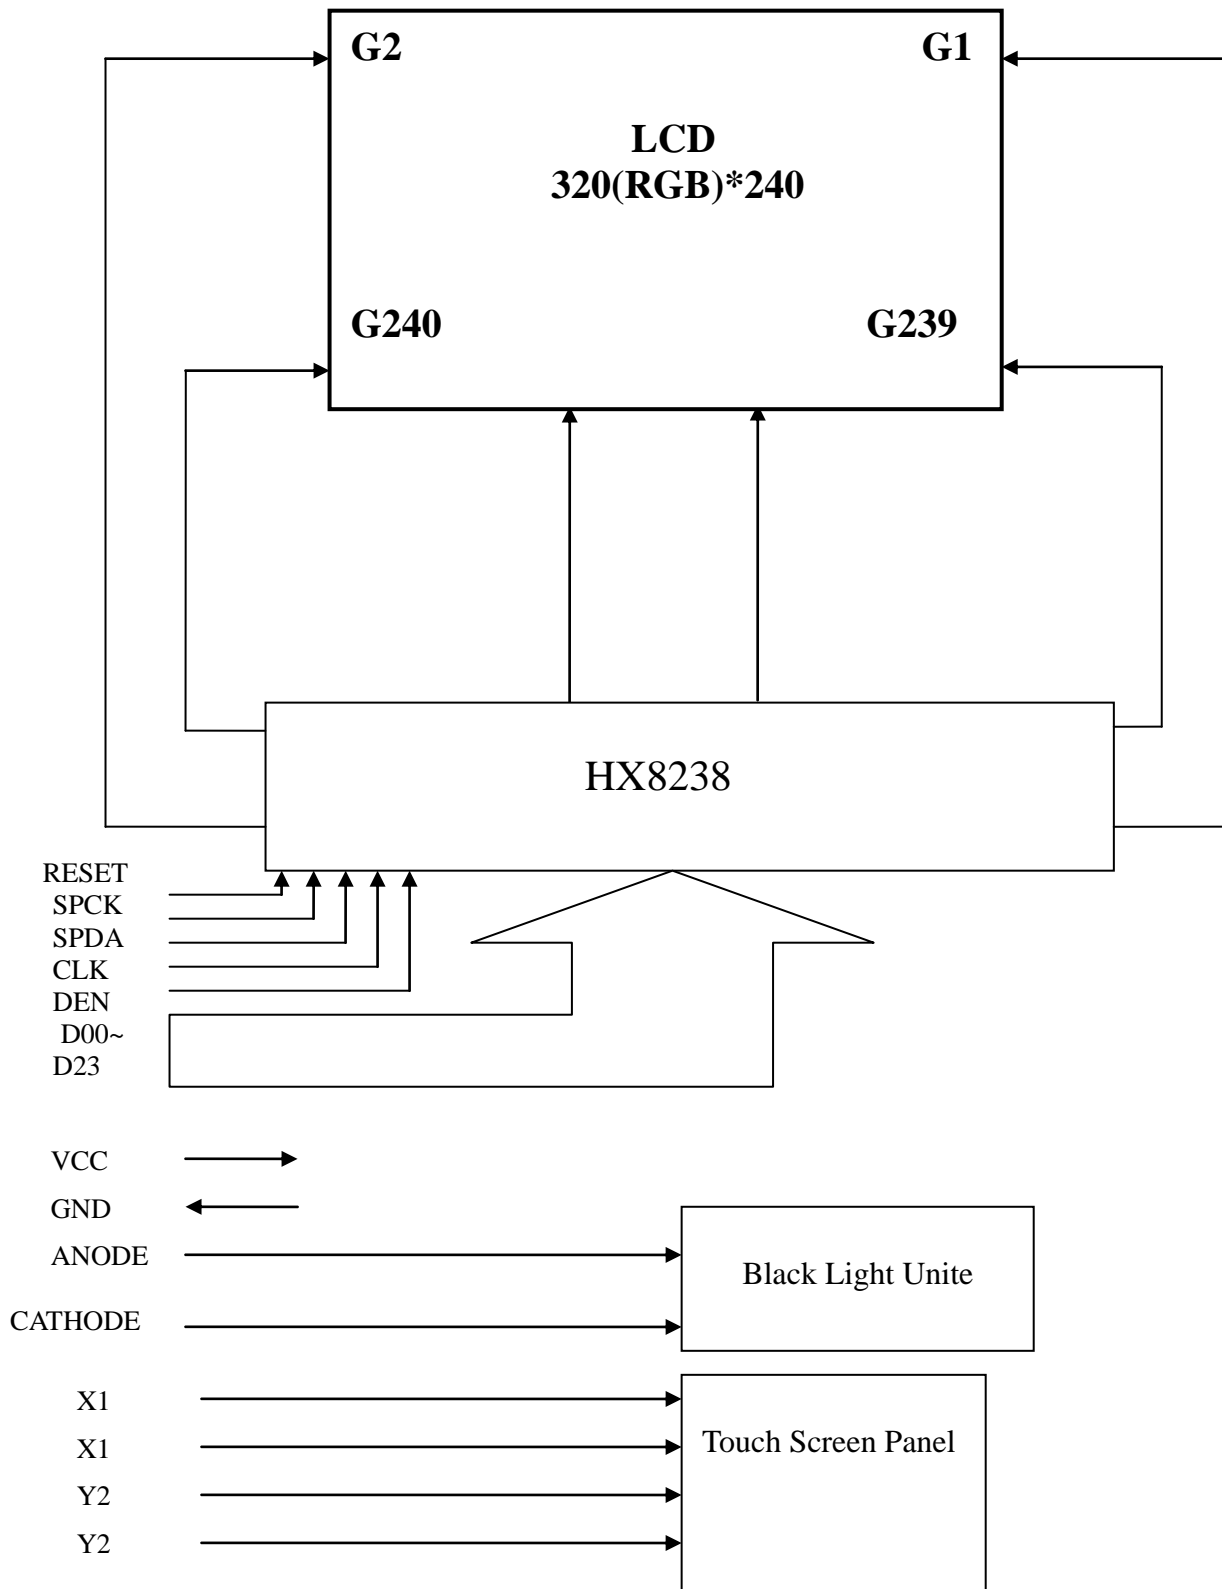 G2
G1
LCD
320(RGB)*240
G240
G239
HX8238
RESET
SPCK
SPDA
CLK
DEN
D00~
D23
VCC
GND
ANODE
Black Light Unite
CATHODE
X1
X1
Touch Screen Panel
Y2
Y2